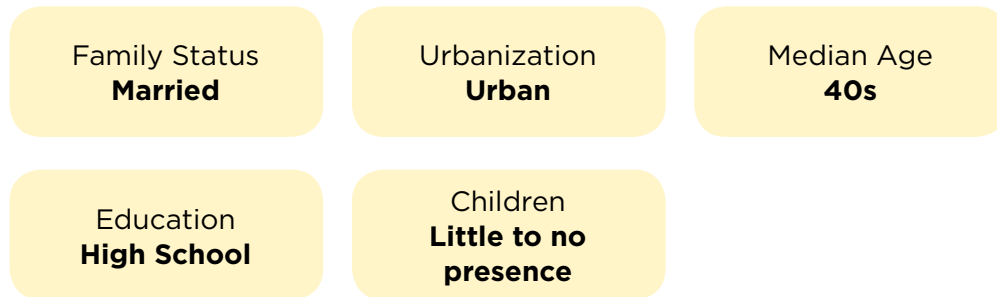 Family Status
Married
Urbanization
Urban
Median Age
40s
Education
High School
Children
Little to no
presence